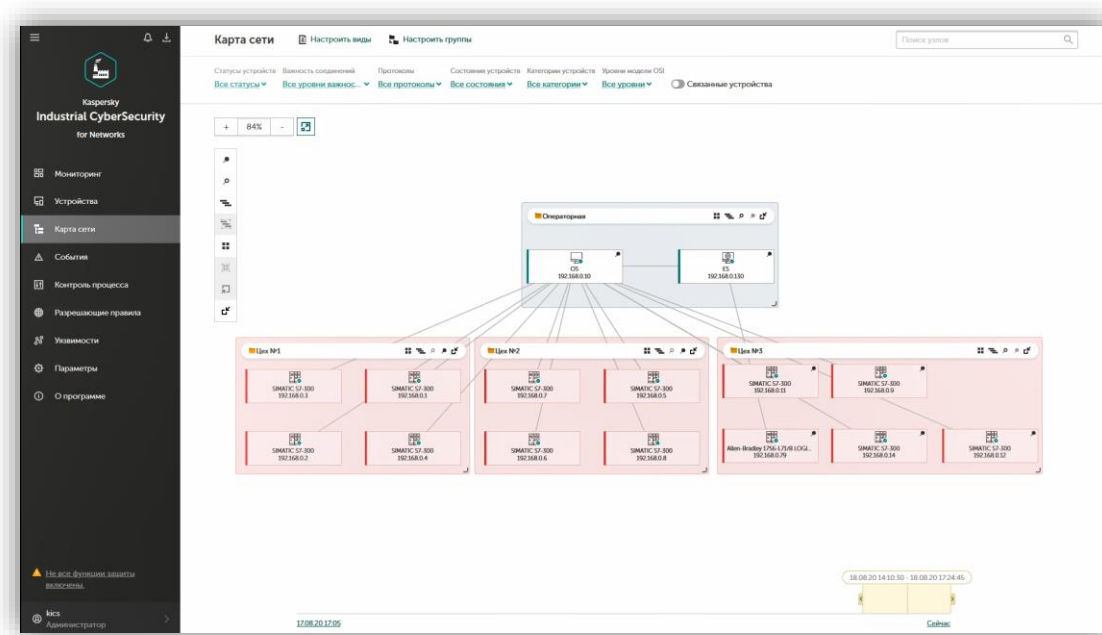 Kaspersky
Industrial CyberSecurity
for Networks
Мониторинг
Устройства
Карта сети
События
Контроль процесса
Разрешающие правила
Уязвимости
Параметры
О программе
Не все функции защиты
включены.
kics
Администратор
Карта сети
Настроить виды
Настроить группы
Поиск узлов
Статусы устройств
Важность соединений
Протоколы
Состояния устройств
Категории устройств
Уровни модели OSI
Все статусы
Все уровни важнос...
Все протоколы
Все состояния
Все категории
Все уровни
Связанные устройства
+ 84% -
Операторная
OS
192.168.0.10
ES
192.168.0.130
Цех №1
SIMATIC S7-300
192.168.0.3
SIMATIC S7-300
192.168.0.1
SIMATIC S7-300
192.168.0.2
SIMATIC S7-300
192.168.0.4
Цех №2
SIMATIC S7-300
192.168.0.7
SIMATIC S7-300
192.168.0.5
SIMATIC S7-300
192.168.0.6
SIMATIC S7-300
192.168.0.8
Цех №3
SIMATIC S7-300
192.168.0.11
SIMATIC S7-300
192.168.0.9
Allen-Bradley 1756-L71/B LOGI...
192.168.0.79
SIMATIC S7-300
192.168.0.14
SIMATIC S7-300
192.168.0.12
18.08.20 14:10:30 - 18.08.20 17:24:45
17.08.20 17:05
Сейчас